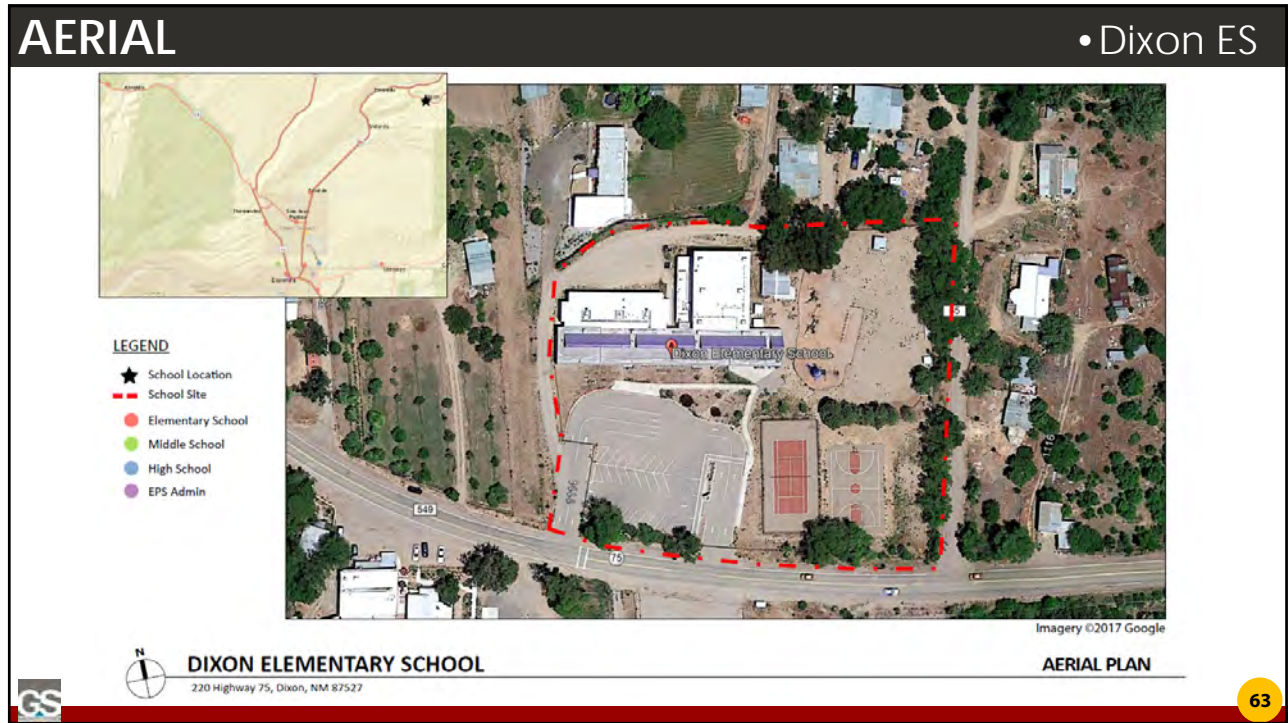 AERIAL
• Dixon ES
Hernandez
LEGEND
School Location
School Site
Elementary School
Middle School
High School
EPS Admin
Dixon Elementary School
549
75
Imagery ©2017 Google
N
DIXON ELEMENTARY SCHOOL
220 Highway 75, Dixon, NM 87527
AERIAL PLAN
GS
63